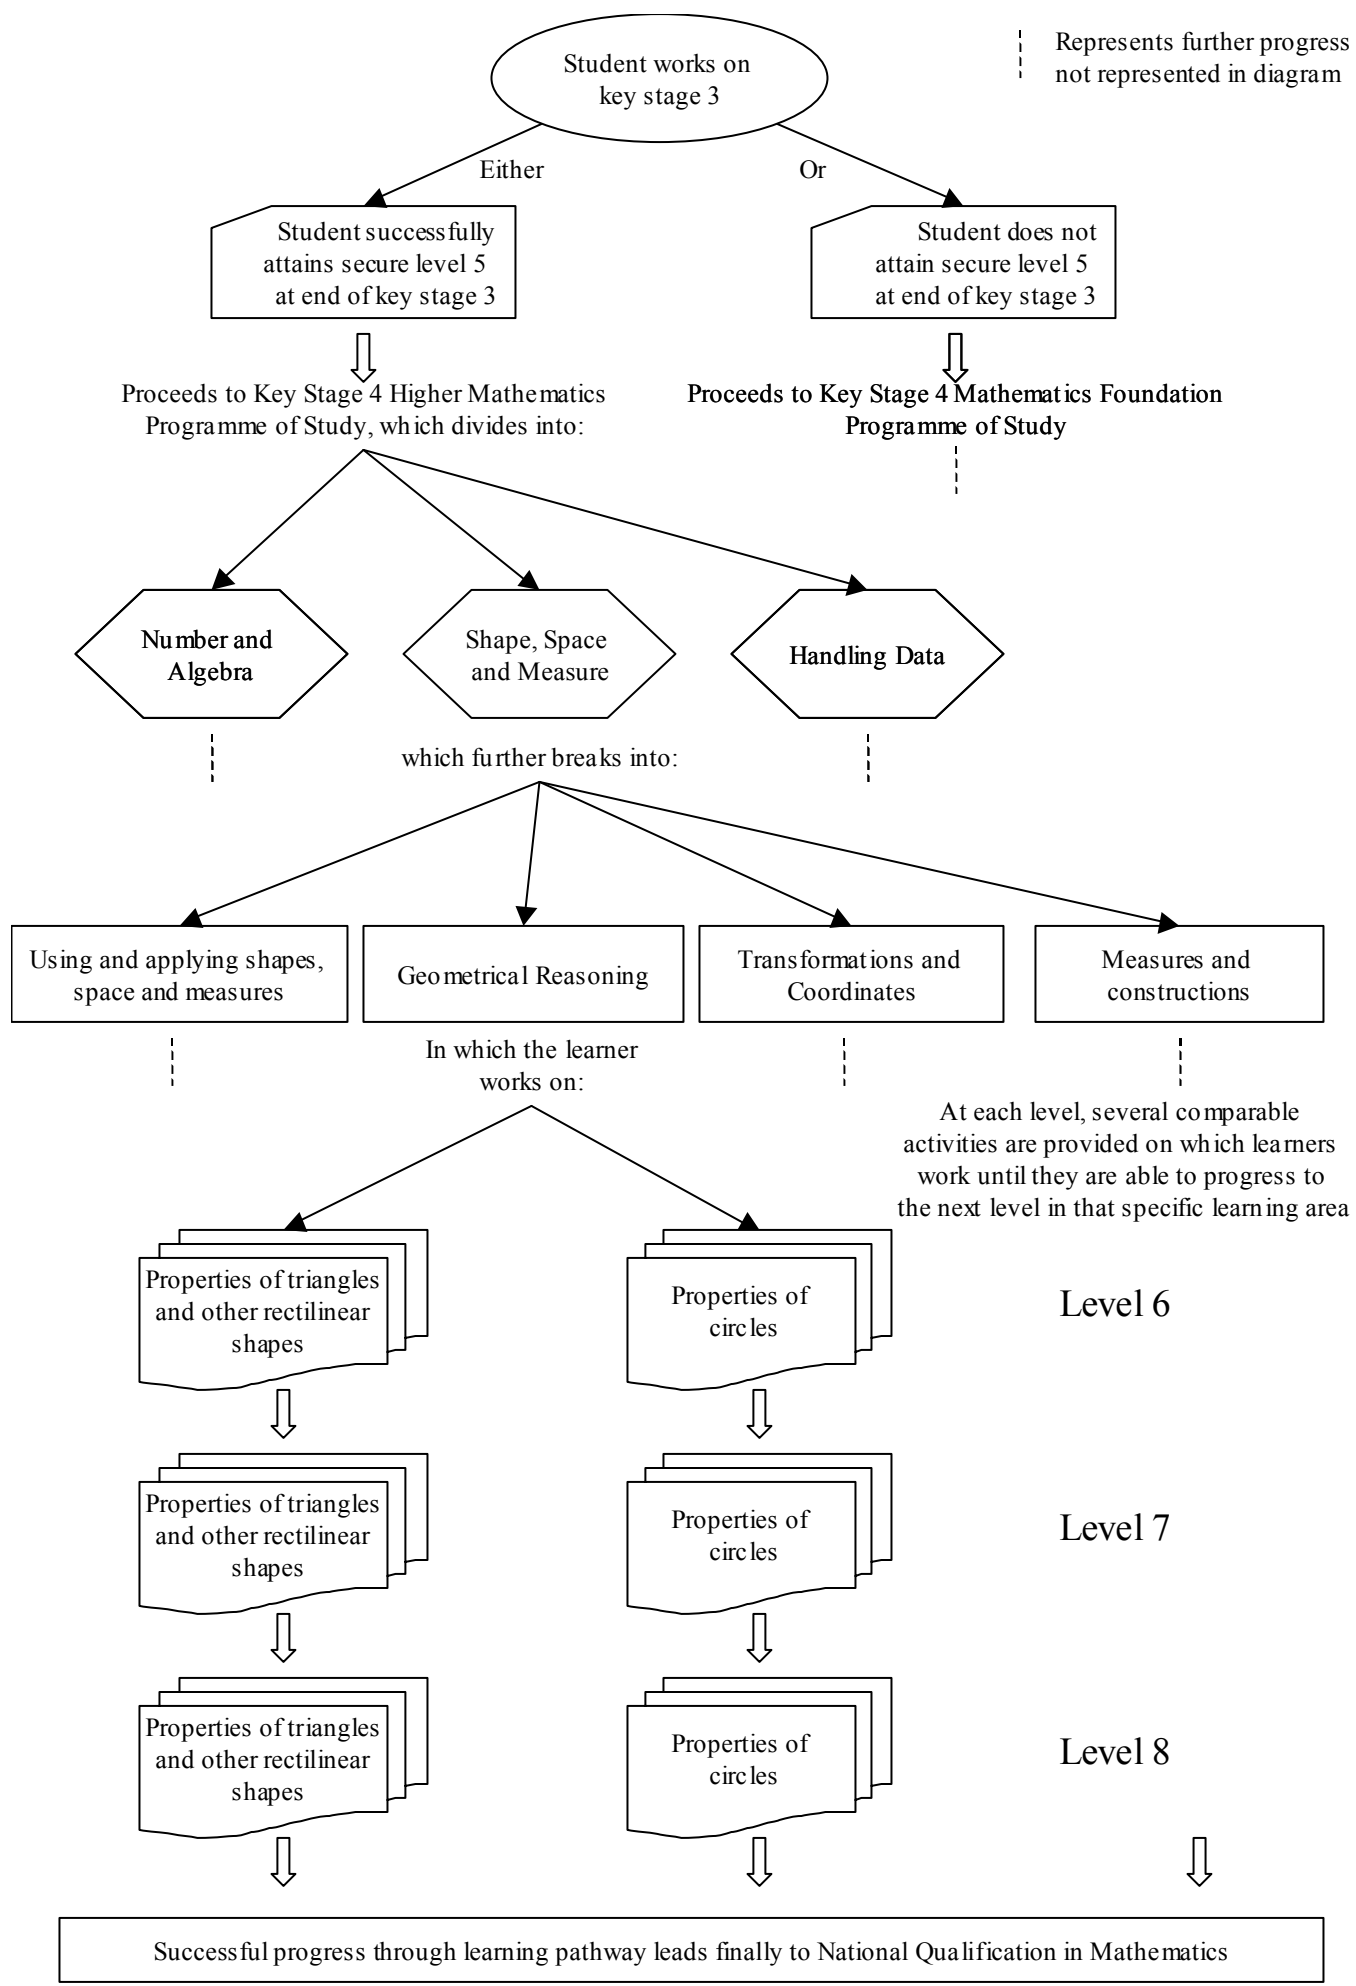 Student works on
key stage 3
Represents further progress
not represented in diagram
Either
Or
Student successfully
attains secure level 5
at end of key stage 3
Student does not
attain secure level 5
at end of key stage 3
Proceeds to Key Stage 4 Higher Mathematics
Programme of Study, which divides into:
Proceeds to Key Stage 4 Mathematics Foundation
Programme of Study
Number and
Algebra
Shape, Space
and Measure
Handling Data
which further breaks into:
Using and applying shapes,
space and measures
Geometrical Reasoning
Transformations and
Coordinates
Measures and
constructions
In which the learner
works on:
At each level, several comparable
activities are provided on which learners
work until they are able to progress to
the next level in that specific learning area
Properties of triangles
and other rectilinear
shapes
Properties of
circles
Level 6
Properties of triangles
and other rectilinear
shapes
Properties of
circles
Level 7
Properties of triangles
and other rectilinear
shapes
Properties of
circles
Level 8
Successful progress through learning pathway leads finally to National Qualification in Mathematics